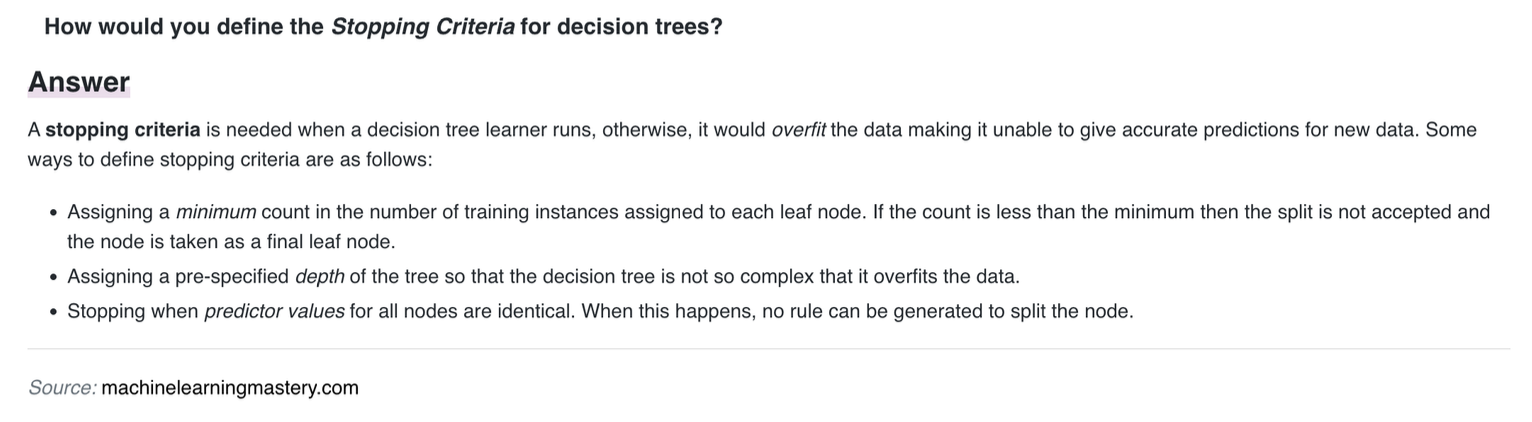 How would you define the Stopping Criteria for decision trees?
Answer
A stopping criteria is needed when a decision tree learner runs, otherwise, it would overfit the data making it unable to give accurate predictions for new data. Some
ways to define stopping criteria are as follows:
• Assigning a minimum count in the number of training instances assigned to each leaf node. If the count is less than the minimum then the split is not accepted and
the node is taken as a final leaf node.
• Assigning a pre-specified depth of the tree so that the decision tree is not so complex that it overfits the data.
• Stopping when predictor values for all nodes are identical. When this happens, no rule can be generated to split the node.
Source: machinelearningmastery.com